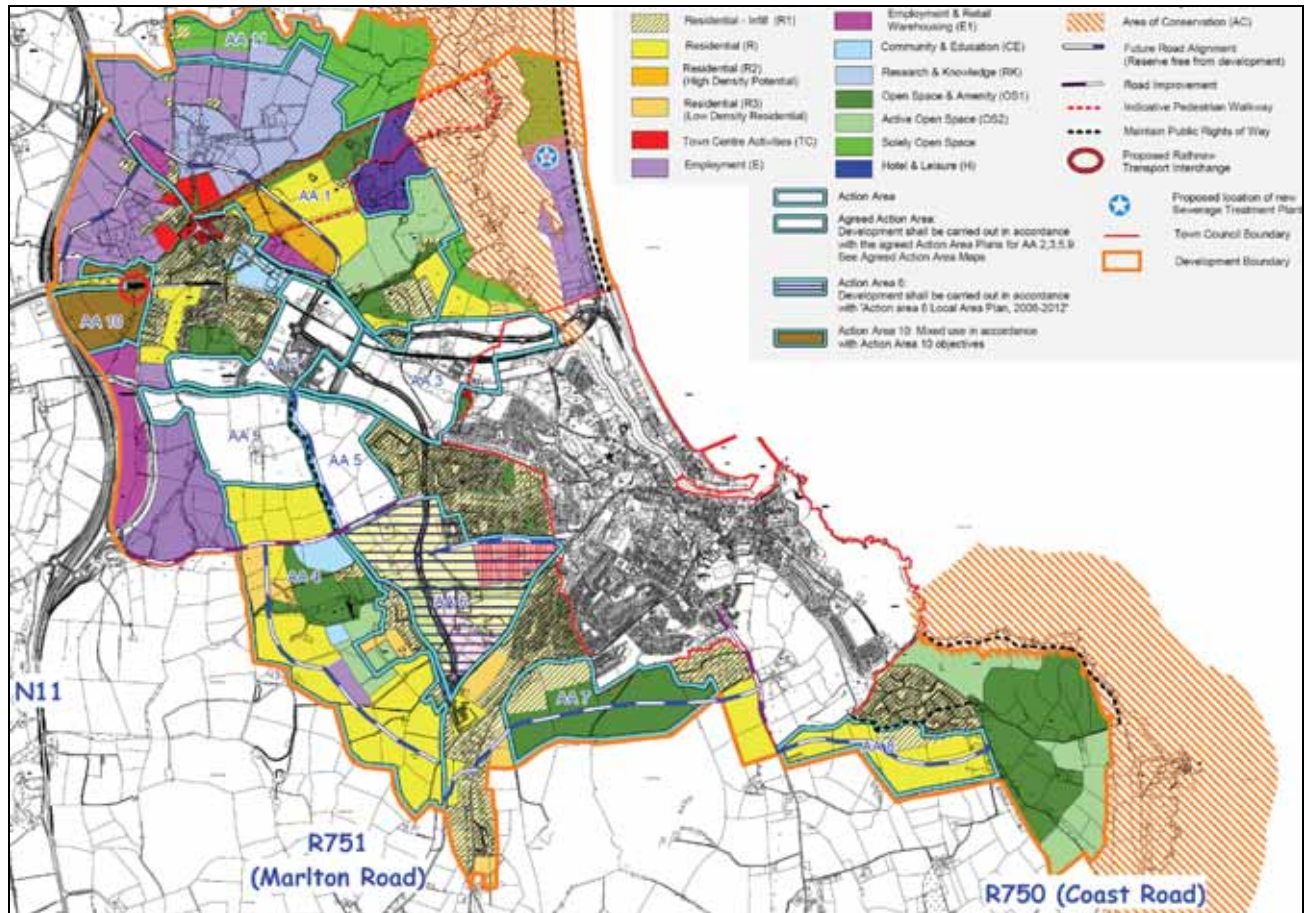 Residential - Infill (R1)
Residential (R)
Residential (R2)
(High Density Potential)
Residential (R3)
(Low Density Residential)
Town Centre Activities (TC)
Employment (E)
Employment & Retail
Warehousing (E1)
Community & Education (CE)
Research & Knowledge (RK)
Open Space & Amenity (OS1)
Active Open Space (OS2)
Solely Open Space
Hotel & Leisure (H)
Area of Conservation (AC)
Future Road Alignment
(Reserve free from development)
Road Improvement
Indicative Pedestrian Walkway
Maintain Public Rights of Way
Proposed Rathnew
Transport Interchange
Action Area
Agreed Action Area:
Development shall be carried out in accordance
with the agreed Action Area Plans for AA 2,3,5,9
See Agreed Action Area Maps
Action Area 6:
Development shall be carried out in accordance
with "Action area 6 Local Area Plan, 2006-2012"
Action Area 10: Mixed use in accordance
with Action Area 10 objectives
Proposed location of new
Sewerage Treatment Plant
Town Council Boundary
Development Boundary
AA 11
AA 1
AA 10
AA 3
AA 5
AA 4
AA 6
AA 7
AA 8
N11
R751
(Marlton Road)
R750 (Coast Road)